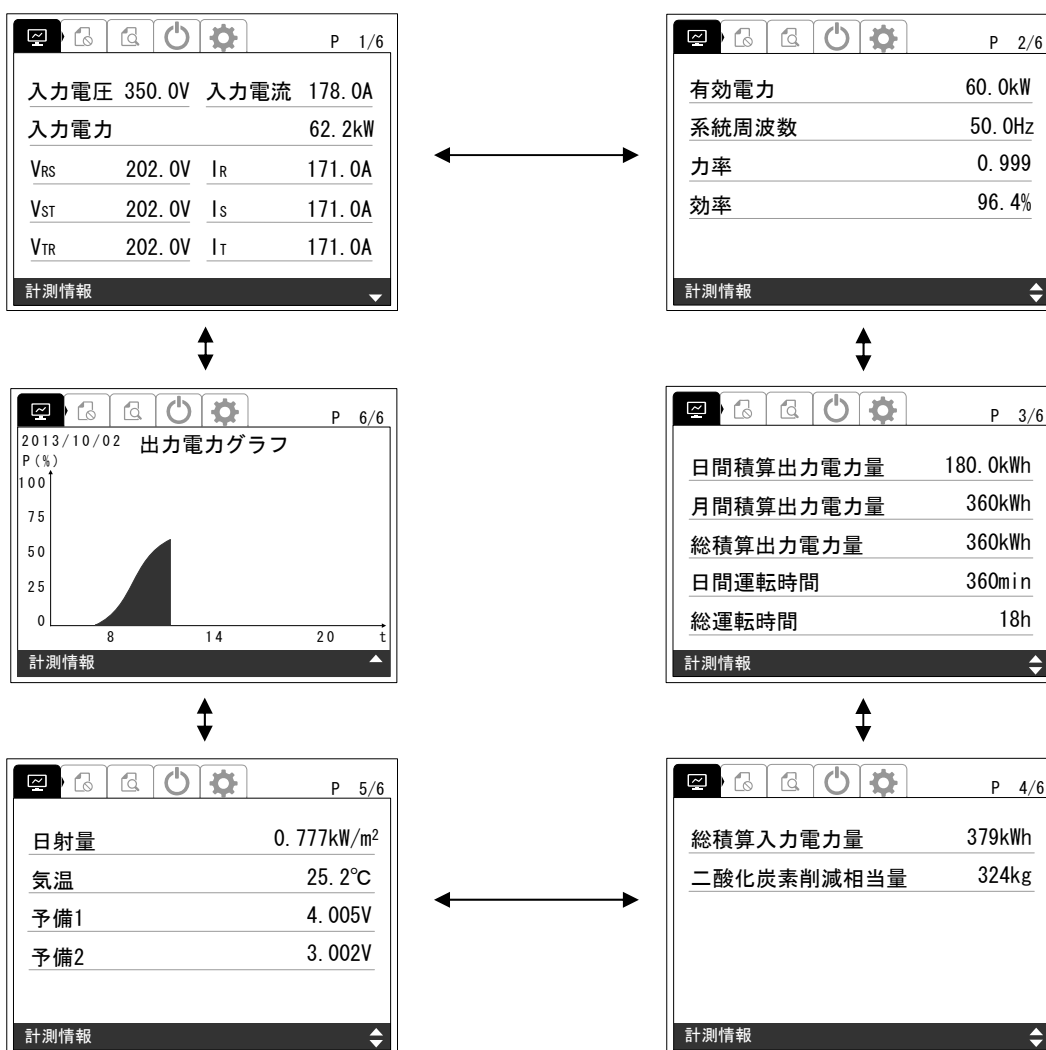 P 1/6
入力電圧 350.0V 入力電流 178.0A
入力電力 62.2kW
VRS 202.0V IR 171.0A
VST 202.0V IS 171.0A
VTR 202.0V IT 171.0A
計測情報
P 2/6
有効電力 60.0kW
系統周波数 50.0Hz
力率 0.999
効率 96.4%
計測情報
P 6/6
2013/10/02 出力電力グラフ
P(%)
100
75
50
25
0
8 14 20 t
計測情報
P 3/6
日間積算出力電力量 180.0kWh
月間積算出力電力量 360kWh
総積算出力電力量 360kWh
日間運転時間 360min
総運転時間 18h
計測情報
P 5/6
日射量 0.777kW/m²
気温 25.2℃
予備1 4.005V
予備2 3.002V
計測情報
P 4/6
総積算入力電力量 379kWh
二酸化炭素削減相当量 324kg
計測情報